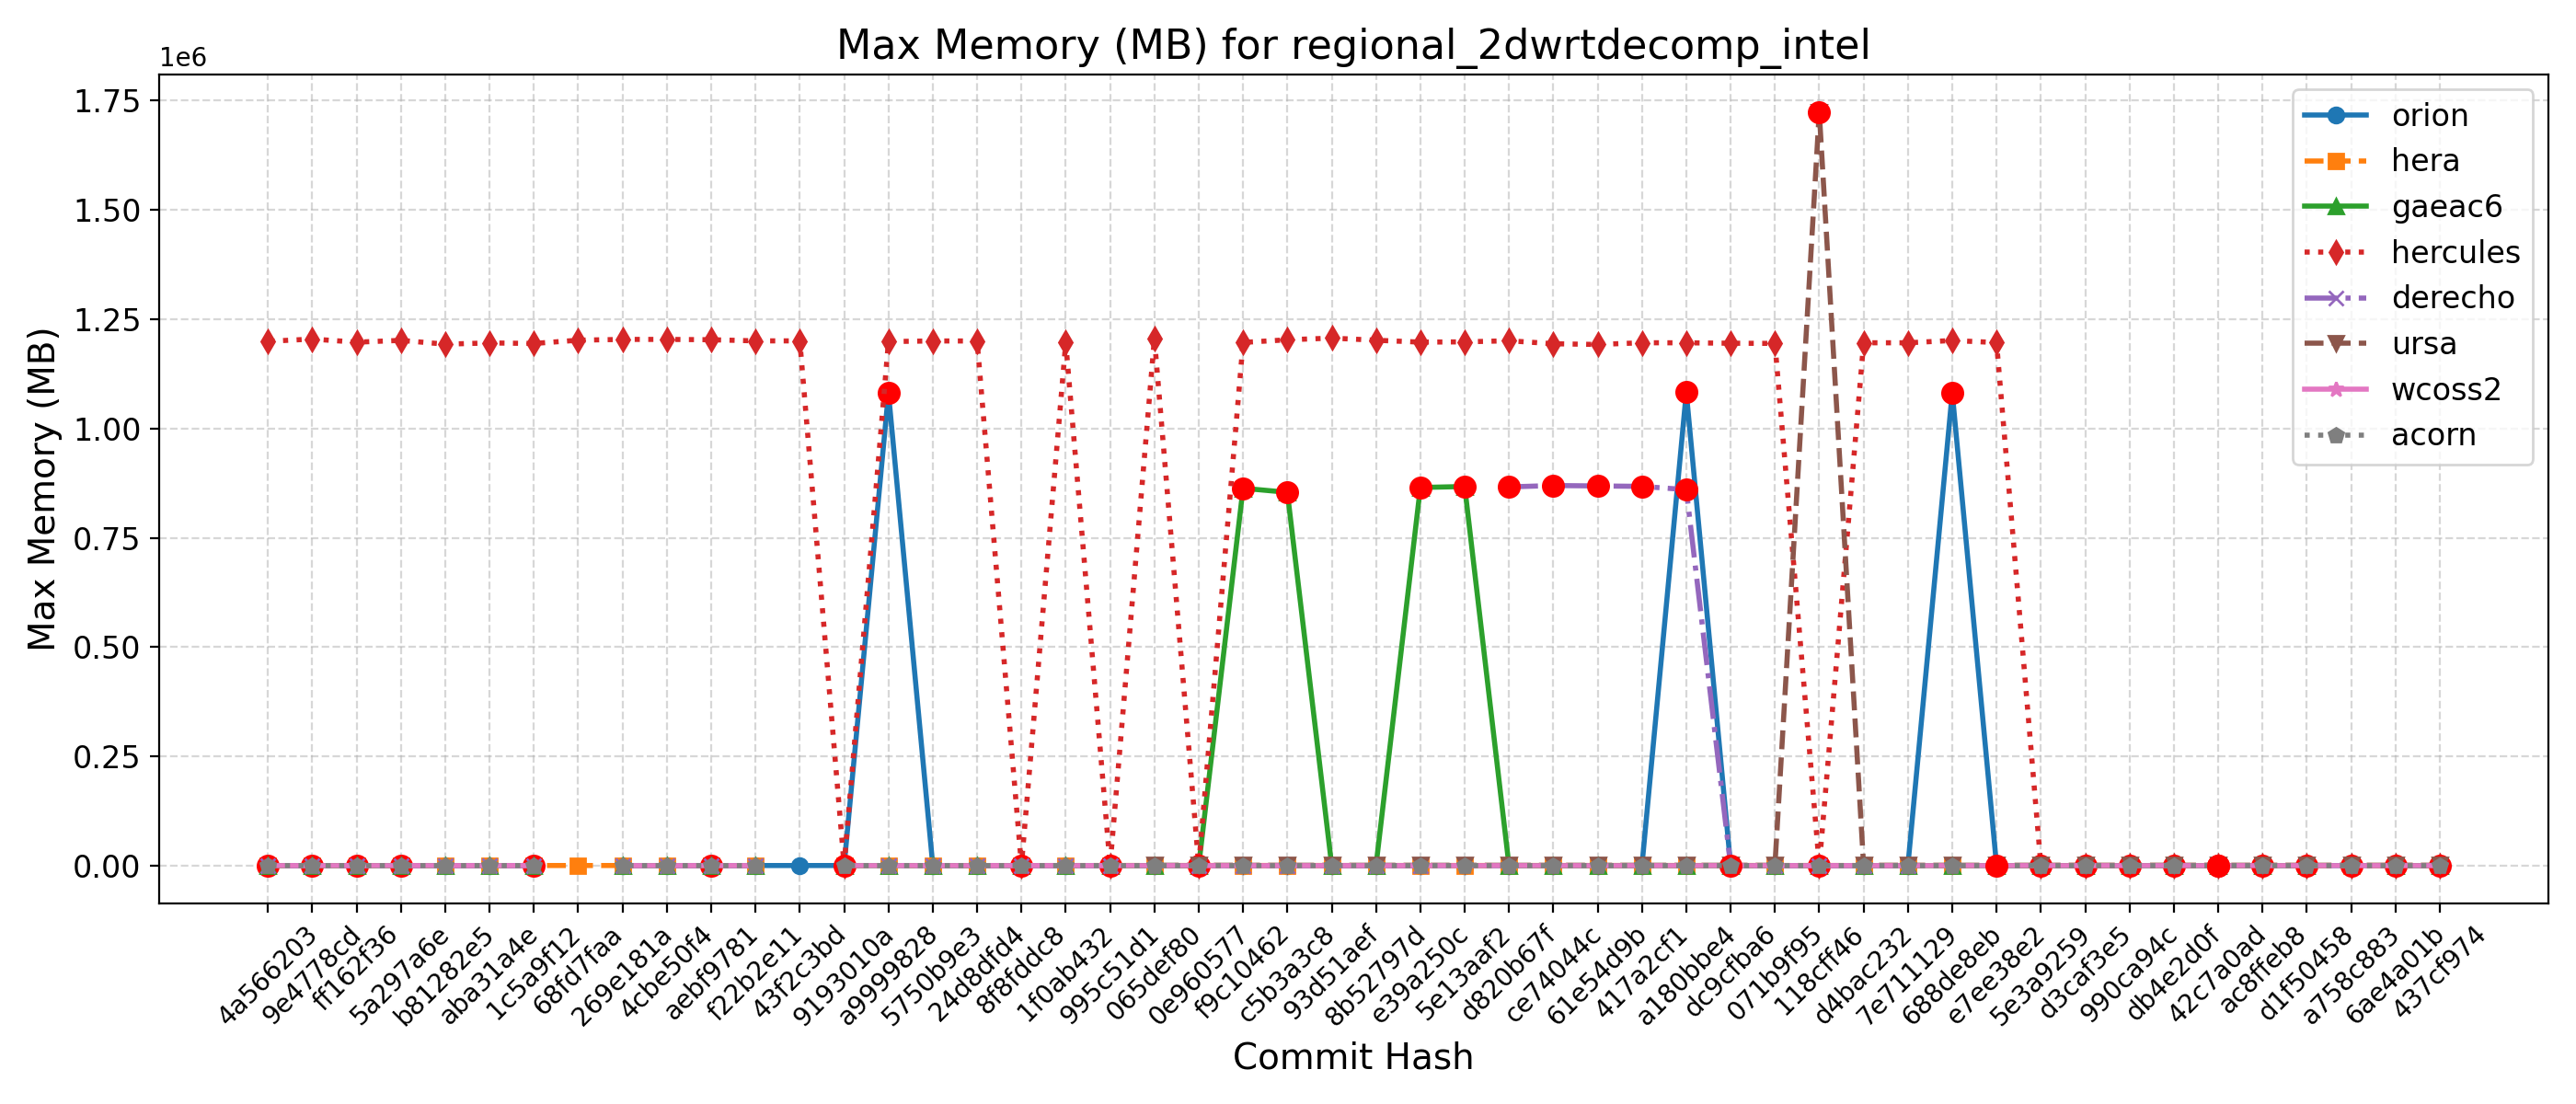 Max Memory (MB) for regional_2dwrtdecomp_intel
1e6
1.75
1.50
1.25
1.00
0.75
0.50
0.25
0.00
Max Memory (MB)
orion
hera
gaeac6
hercules
derecho
ursa
wcoss2
acorn
4a566203
9e4778cd
ff162f36
5a297a6e
b81282e5
aba31a4e
1c5a9f12
68fd7faa
269e181a
4cbe50f4
aebf9781
f22b2e11
43f2c3bd
9193010a
a9999828
5750b9e3
24d8dfd4
8f8fddc8
1f0ab432
995c51d1
065def80
0e960577
f9c10462
c5b3a3c8
93d51aef
8b52797d
e39a250c
5e13aaf2
d820b67f
ce74044c
61e54d9b
417a2cf1
a180bbe4
dc9cfba6
071b9f95
118cff46
d4bac232
7e711129
688de8eb
e7ee38e2
5e3a9259
d3caf3e5
990ca94c
db4e2d0f
42c7a0ad
ac8ffeb8
d1f50458
a758c883
6ae4a01b
437cf974
Commit Hash